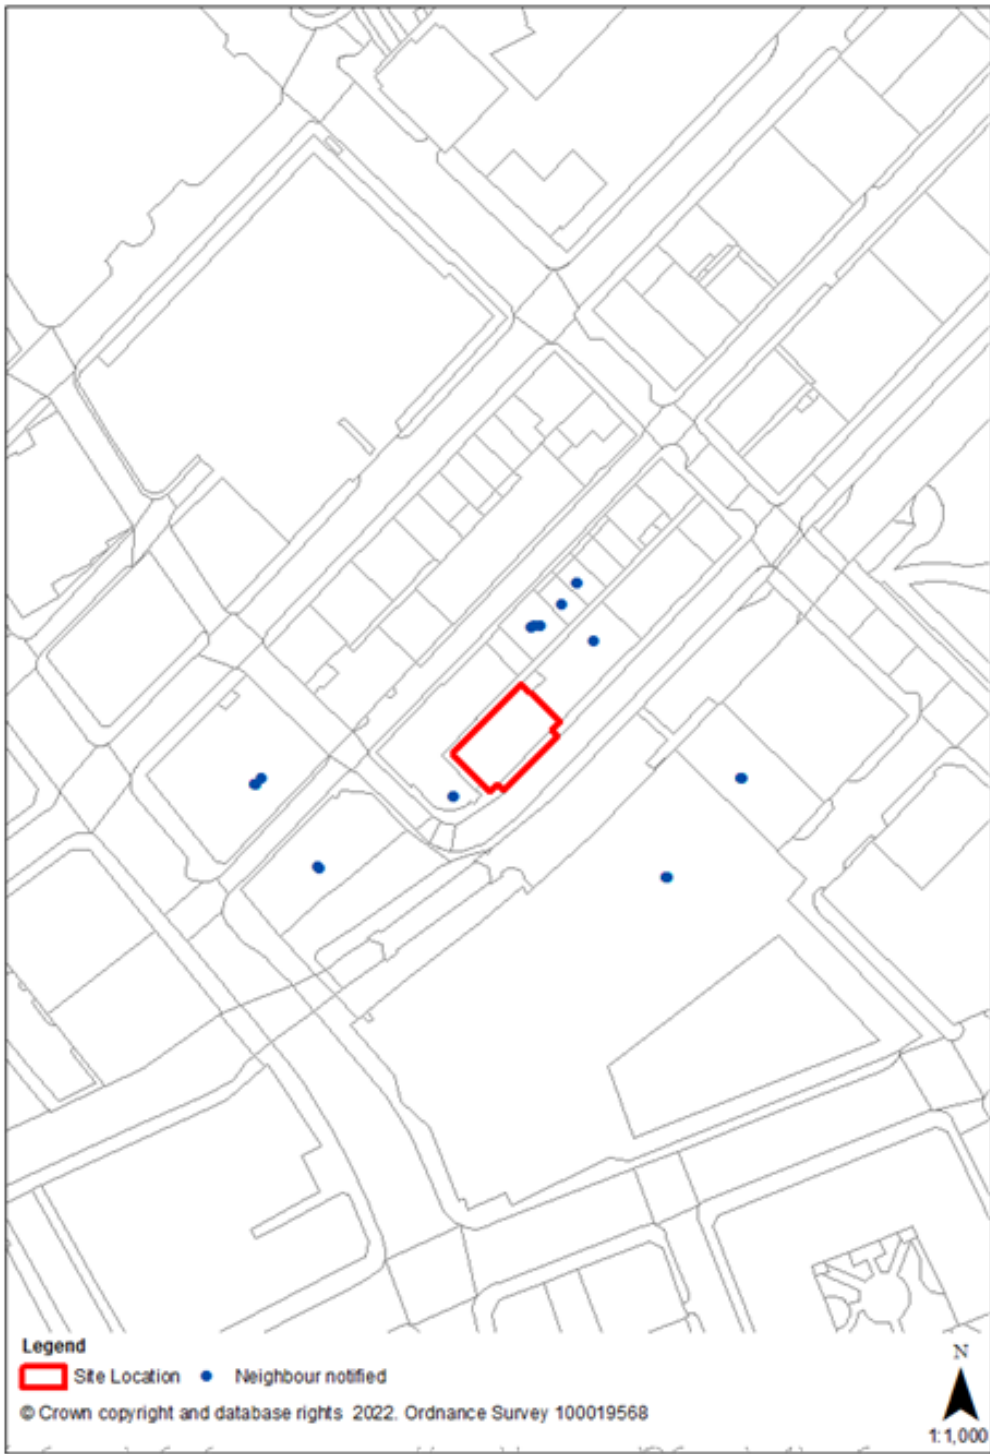 Legend
Site Location Neighbour notified
© Crown copyright and database rights 2022. Ordnance Survey 100019568
N
1:1,000